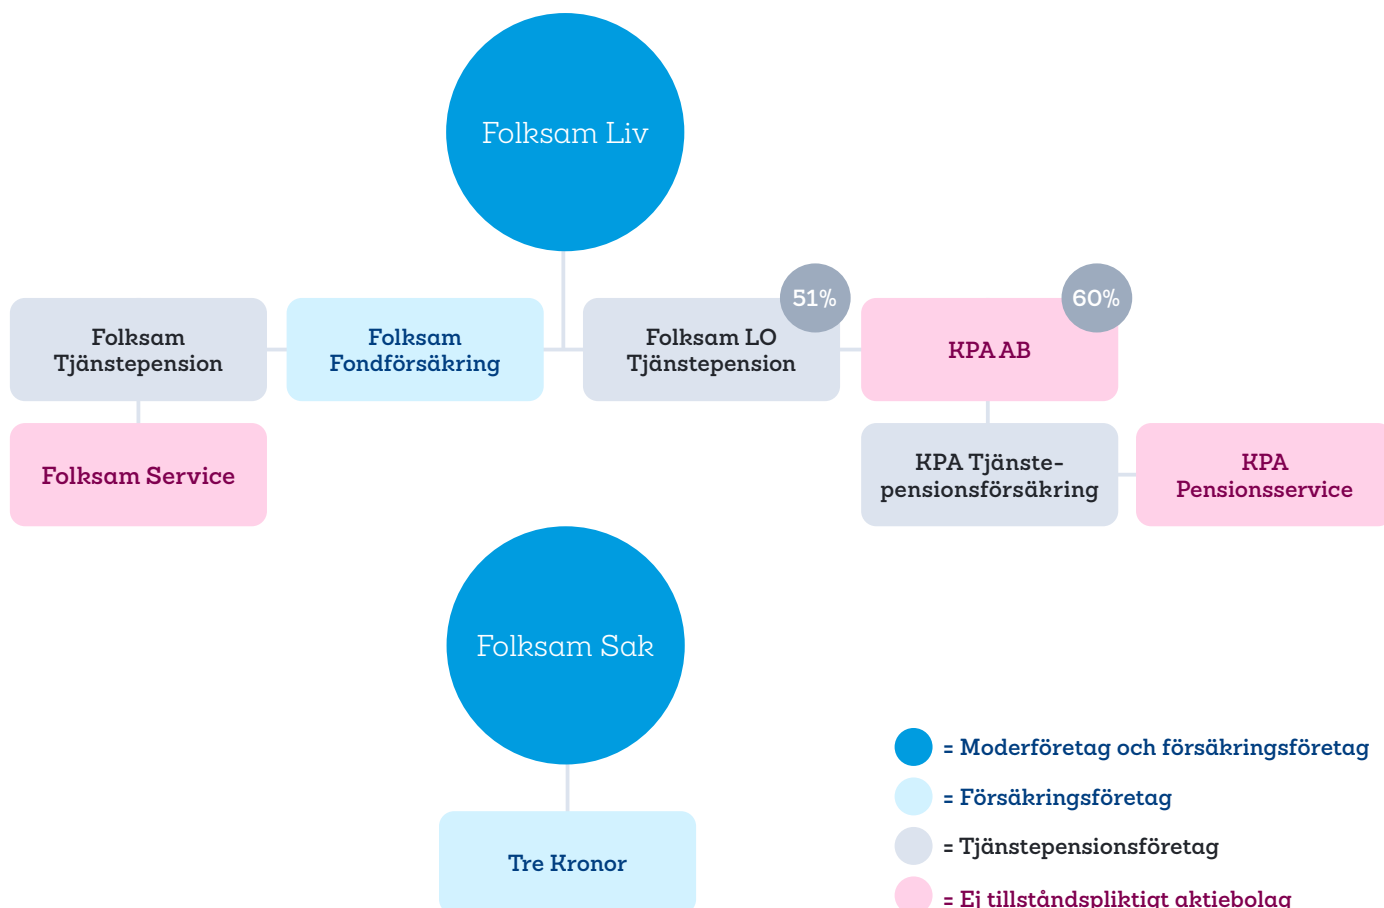 Folksam Liv
51%
60%
Folksam
Tjänstepension
Folksam
Fondförsäkring
Folksam LO
Tjänstepension
KPA AB
Folksam Service
KPA Tjänste-
pensionsförsäkring
KPA
Pensionsservice
Folksam Sak
Tre Kronor
= Moderföretag och försäkringsföretag
= Försäkringsföretag
= Tjänstepensionsföretag
= Ej tillståndspliktigt aktiebolag